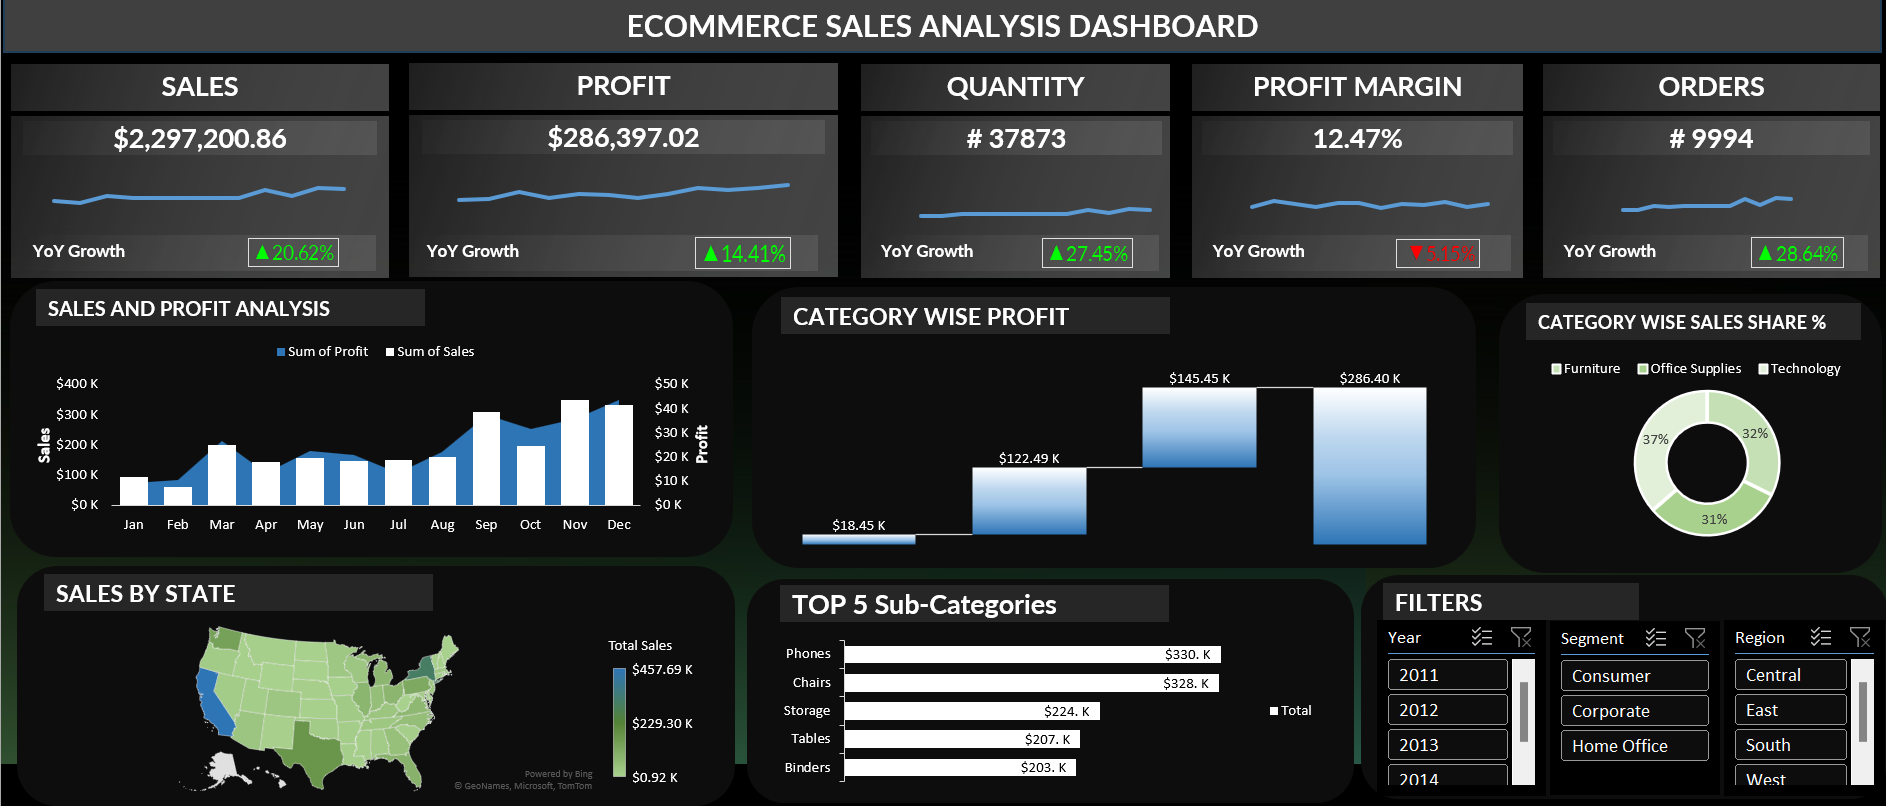 ECOMMERCE SALES ANALYSIS DASHBOARD
SALES
$2,297,200.86
YoY Growth
▲20.62%
PROFIT
$286,397.02
YoY Growth
▲14.41%
QUANTITY
# 37873
YoY Growth
▲27.45%
PROFIT MARGIN
12.47%
YoY Growth
▼5.15%
ORDERS
# 9994
YoY Growth
▲28.64%
SALES AND PROFIT ANALYSIS
Sum of Profit Sum of Sales
$400 K
$300 K
$200 K
$100 K
$0 K
Sales
$50 K
$40 K
$30 K
$20 K
$10 K
$0 K
Profit
Jan Feb Mar Apr May Jun Jul Aug Sep Oct Nov Dec
CATEGORY WISE PROFIT
$18.45 K
$122.49 K
$145.45 K
$286.40 K
CATEGORY WISE SALES SHARE %
Furniture Office Supplies Technology
37%
32%
31%
SALES BY STATE
Total Sales
$457.69 K
$229.30 K
$0.92 K
Powered by Bing
© GeoNames, Microsoft, TomTom
TOP 5 Sub-Categories
Phones $330. K
Chairs $328. K
Storage $224. K
Tables $207. K
Binders $203. K
Total
FILTERS
Year
2011
2012
2013
2014
Segment
Consumer
Corporate
Home Office
Region
Central
East
South
West